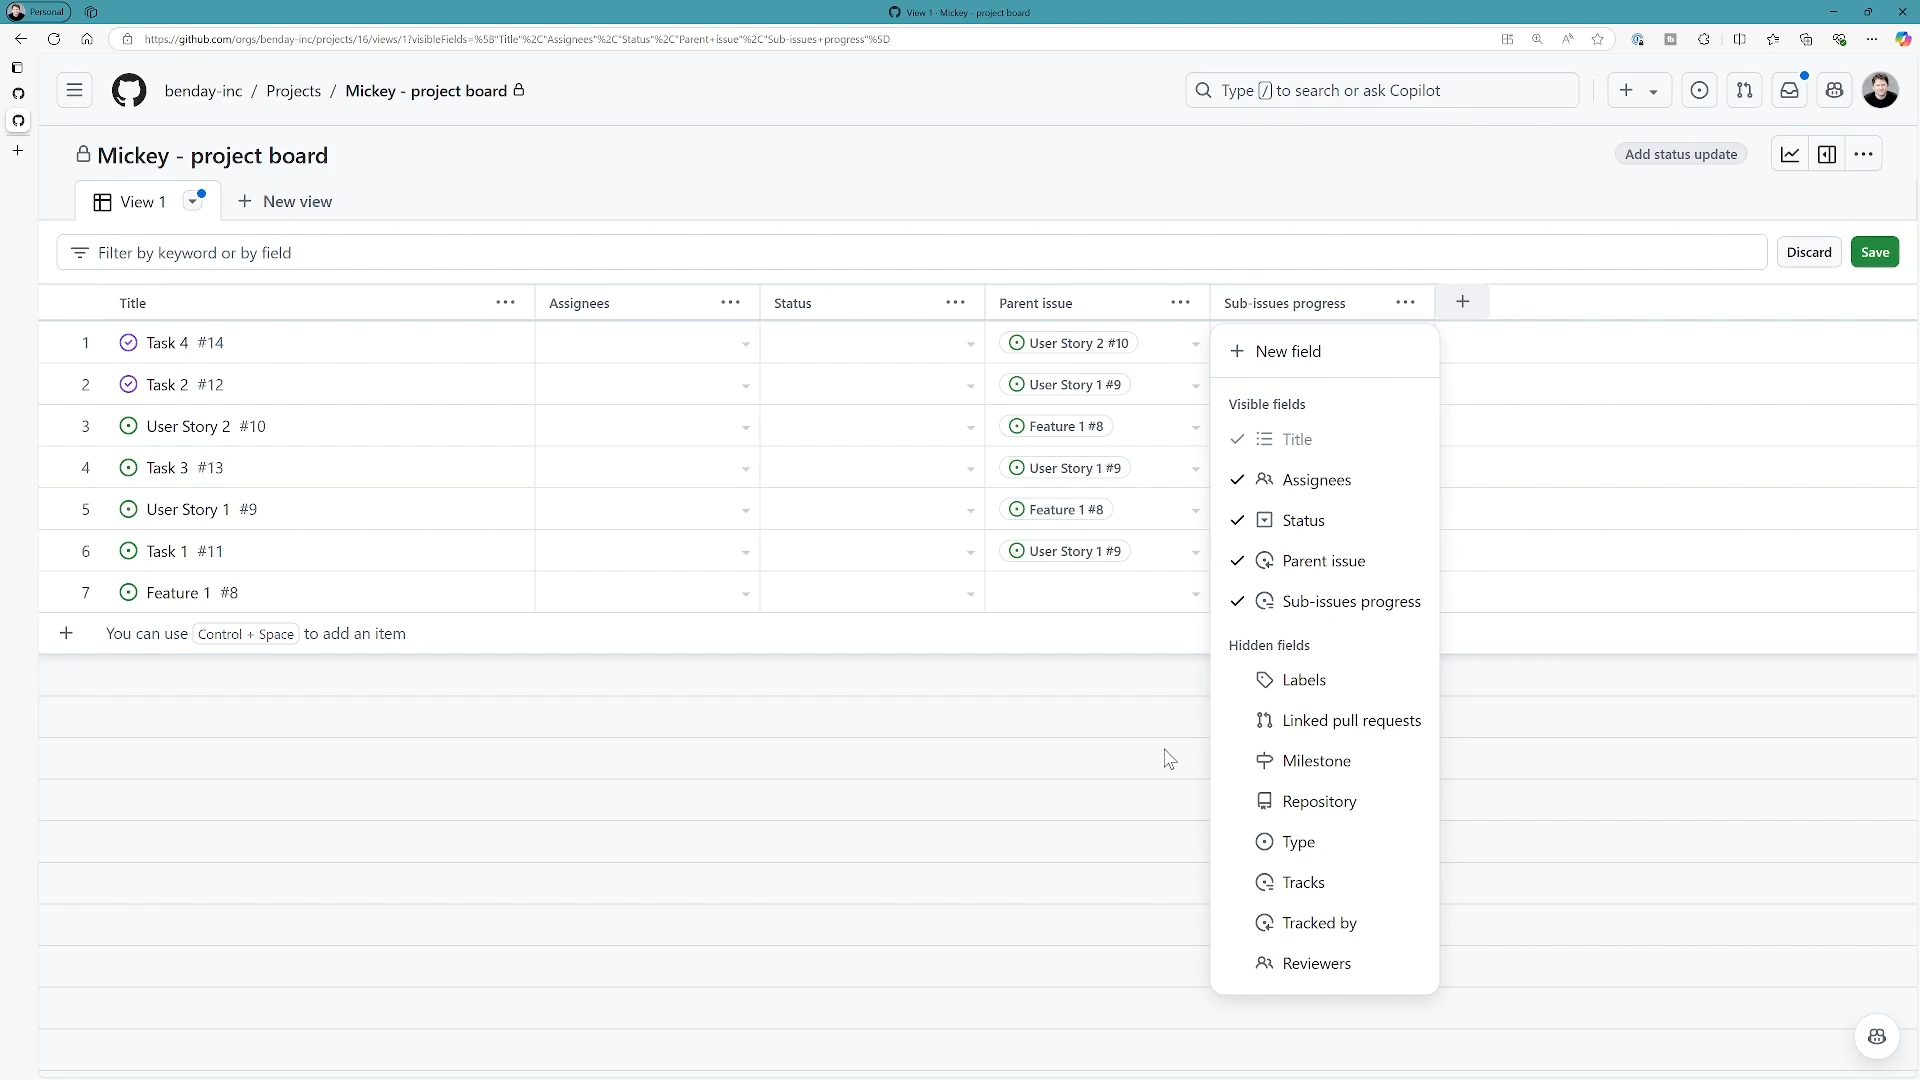 Personal
View 1 · Mickey - project board
https://github.com/orgs/benday-inc/projects/16/views/1?visibleFields=%5B"Title"%2C"Assignees"%2C"Status"%2C"Parent+issue"%2C"Sub-issues+progress"%5D
benday-inc / Projects / Mickey - project board
Type / to search or ask Copilot
Mickey - project board
Add status update
View 1
New view
Filter by keyword or by field
Discard
Save
Title
Assignees
Status
Parent issue
Sub-issues progress
1 Task 4 #14 User Story 2 #10
2 Task 2 #12 User Story 1 #9
3 User Story 2 #10 Feature 1 #8
4 Task 3 #13 User Story 1 #9
5 User Story 1 #9 Feature 1 #8
6 Task 1 #11 User Story 1 #9
7 Feature 1 #8
You can use Control + Space to add an item
New field
Visible fields
Title
Assignees
Status
Parent issue
Sub-issues progress
Hidden fields
Labels
Linked pull requests
Milestone
Repository
Type
Tracks
Tracked by
Reviewers